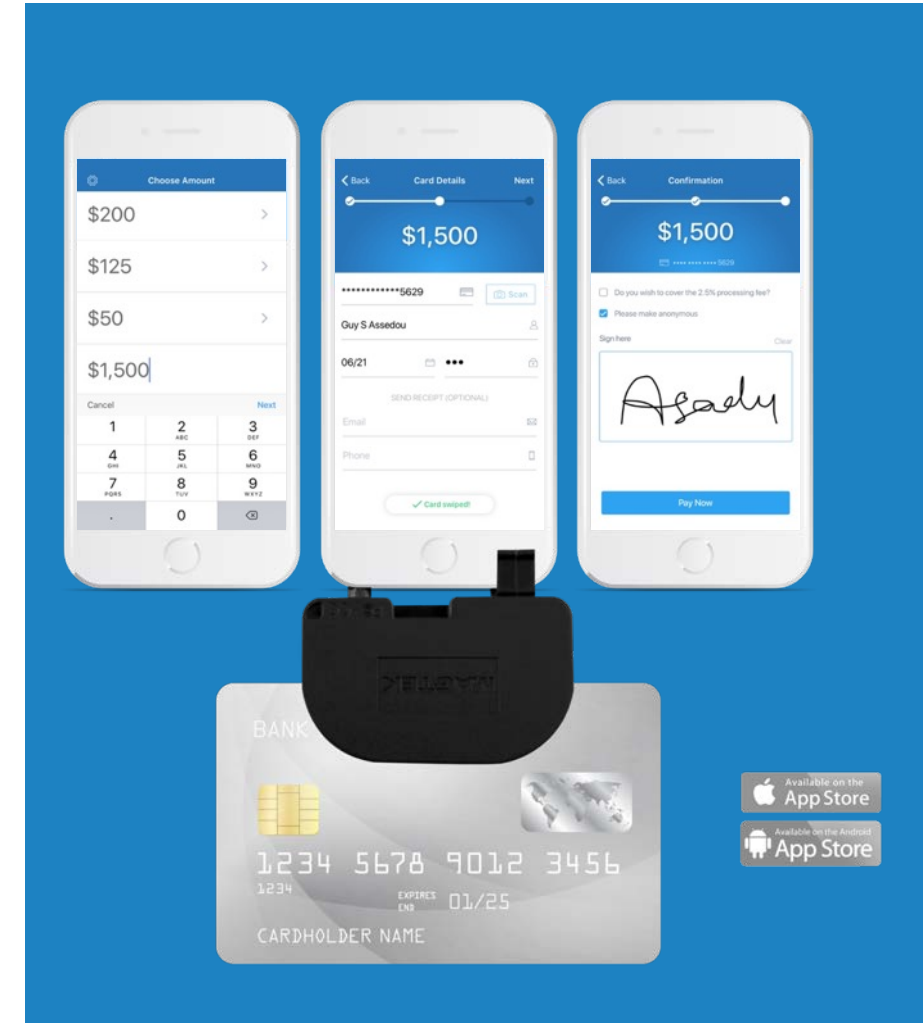 Choose Amount
$200
$125
$50
$1,500
Cancel Next
1 2 3
ABC DEF
4 5 6
GHI JKL MNO
7 8 9
PQRS TUV WXYZ
. 0
Back Card Details Next
$1,500
************5629 Scan
Guy S Assedou
06/21 •••
SEND RECEIPT (OPTIONAL)
Email
Phone
Card swiped!
Back Confirmation
$1,500
•••• •••• •••• 5629
Do you wish to cover the 2.5% processing fee?
Please make anonymous
Sign here Clear
Asady
Pay Now
MAGTEK
BANK
1234 5678 9012 3456
1234
EXPIRES
END 01/25
CARDHOLDER NAME
Available on the
App Store
Available on the Android
App Store